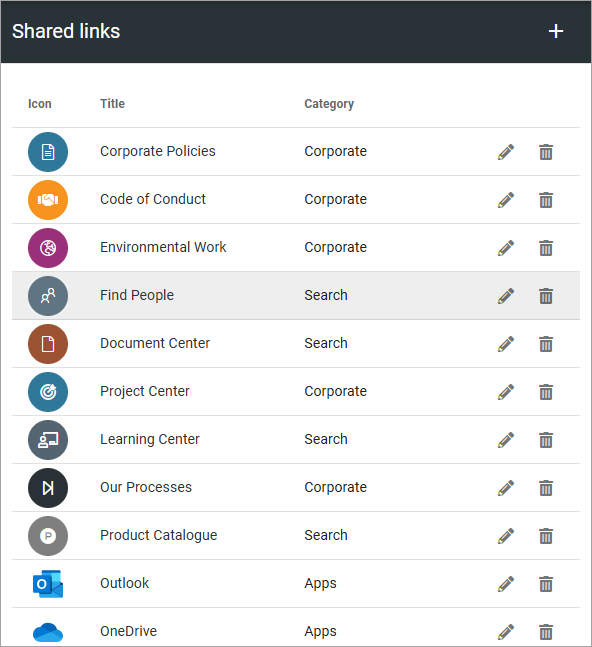 Shared links
Icon Title Category
Corporate Policies Corporate
Code of Conduct Corporate
Environmental Work Corporate
Find People Search
Document Center Search
Project Center Corporate
Learning Center Search
Our Processes Corporate
P Product Catalogue Search
O Outlook Apps
OneDrive Apps